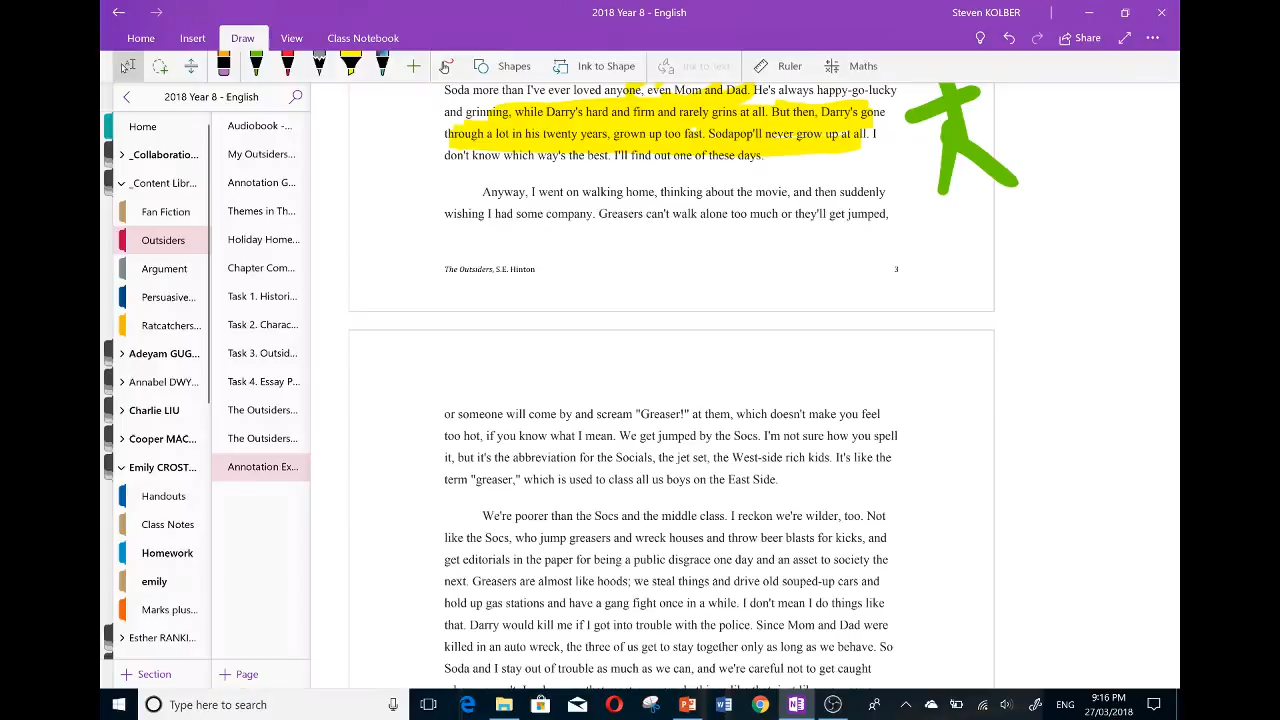 2018 Year 8 - English
Steven KOLBER
Home Insert Draw View Class Notebook
Share
Shapes Ink to Shape Ink to Text Ruler Maths
2018 Year 8 - English
Home
_Collaboratio...
_Content Libr...
Fan Fiction
Outsiders
Argument
Persuasive...
Ratcatchers...
Adeyam GUG...
Annabel DWY...
Charlie LIU
Cooper MAC...
Emily CROST...
Handouts
Class Notes
Homework
emily
Marks plus...
Esther RANKI...
Section
Audiobook -...
My Outsiders...
Annotation G...
Themes in Th...
Holiday Home...
Chapter Com...
Task 1. Histori...
Task 2. Charac...
Task 3. Outsid...
Task 4. Essay P...
The Outsiders...
The Outsiders...
Annotation Ex...
Page
Soda more than I've ever loved anyone, even Mom and Dad. He's always happy-go-lucky
and grinning, while Darry's hard and firm and rarely grins at all. But then, Darry's gone
through a lot in his twenty years, grown up too fast. Sodapop'll never grow up at all. I
don't know which way's the best. I'll find out one of these days.
Anyway, I went on walking home, thinking about the movie, and then suddenly
wishing I had some company. Greasers can't walk alone too much or they'll get jumped,
The Outsiders, S.E. Hinton 3
or someone will come by and scream "Greaser!" at them, which doesn't make you feel
too hot, if you know what I mean. We get jumped by the Socs. I'm not sure how you spell
it, but it's the abbreviation for the Socials, the jet set, the West-side rich kids. It's like the
term "greaser," which is used to class all us boys on the East Side.
We're poorer than the Socs and the middle class. I reckon we're wilder, too. Not
like the Socs, who jump greasers and wreck houses and throw beer blasts for kicks, and
get editorials in the paper for being a public disgrace one day and an asset to society the
next. Greasers are almost like hoods; we steal things and drive old souped-up cars and
hold up gas stations and have a gang fight once in a while. I don't mean I do things like
that. Darry would kill me if I got into trouble with the police. Since Mom and Dad were
killed in an auto wreck, the three of us get to stay together only as long as we behave. So
Soda and I stay out of trouble as much as we can, and we're careful not to get caught
Type here to search
ENG
9:16 PM
27/03/2018